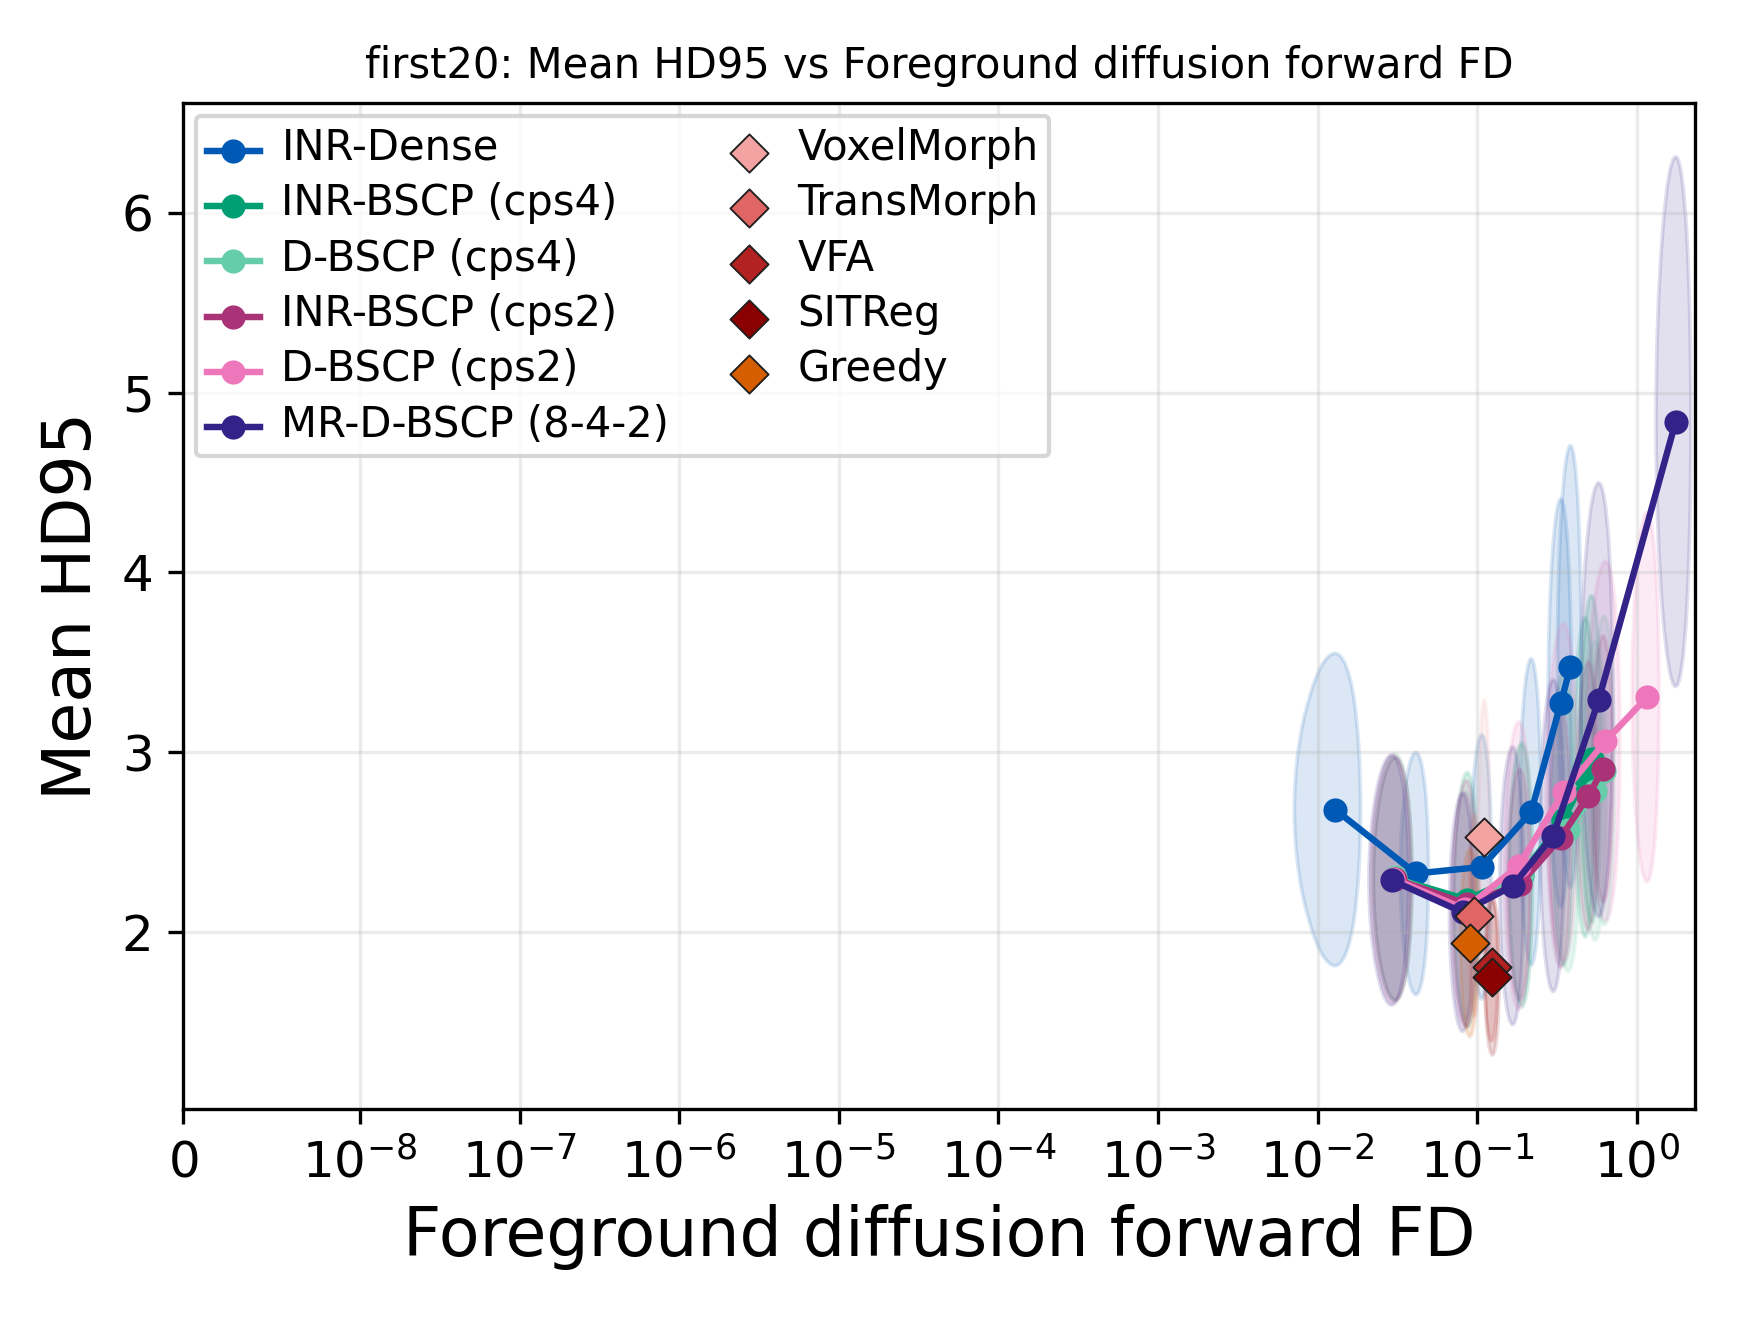 first20: Mean HD95 vs Foreground diffusion forward FD
INR-Dense
INR-BSCP (cps4)
D-BSCP (cps4)
INR-BSCP (cps2)
D-BSCP (cps2)
MR-D-BSCP (8-4-2)
VoxelMorph
TransMorph
VFA
SITReg
Greedy
Mean HD95
6
5
4
3
2
0 10⁻⁸ 10⁻⁷ 10⁻⁶ 10⁻⁵ 10⁻⁴ 10⁻³ 10⁻² 10⁻¹ 10⁰
Foreground diffusion forward FD